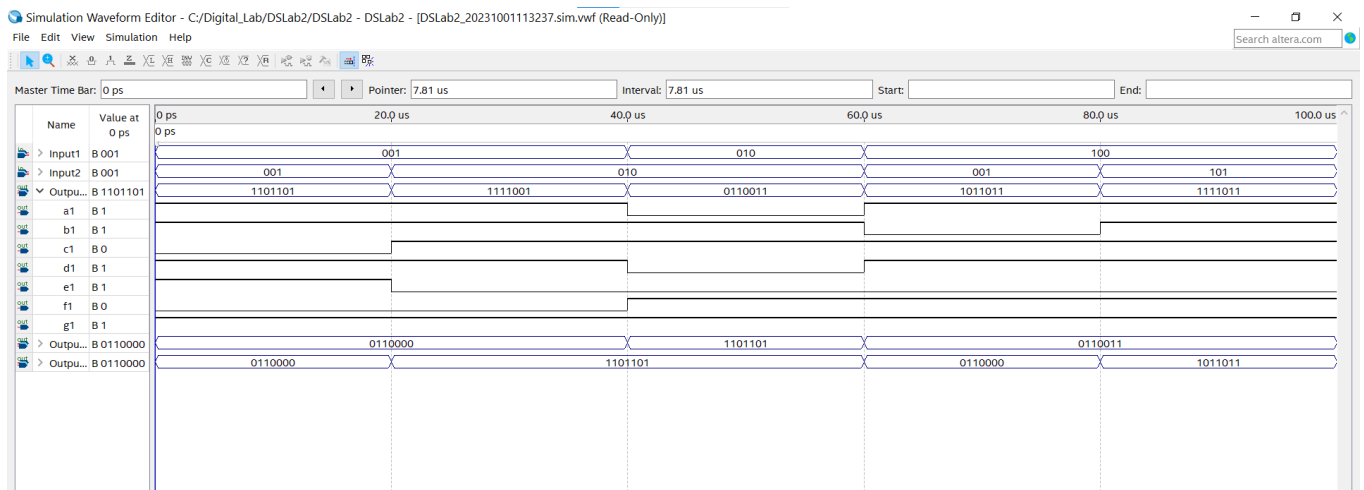 Simulation Waveform Editor - C:/Digital_Lab/DSLab2/DSLab2 - DSLab2 - [DSLab2_20231001113237.sim.vwf (Read-Only)]
File Edit View Simulation Help
Search altera.com
Master Time Bar: 0 ps Pointer: 7.81 us Interval: 7.81 us Start: End:
Name Value at 0 ps
0 ps 20.0 us 40.0 us 60.0 us 80.0 us 100.0 us
0 ps
Input1 B 001 001 010 100
Input2 B 001 001 010 001 101
Outpu... B 1101101 1101101 1111001 0110011 1011011 1111011
a1 B 1
b1 B 1
c1 B 0
d1 B 1
e1 B 1
f1 B 0
g1 B 1
Outpu... B 0110000 0110000 1101101 0110011
Outpu... B 0110000 0110000 1101101 0110000 1011011